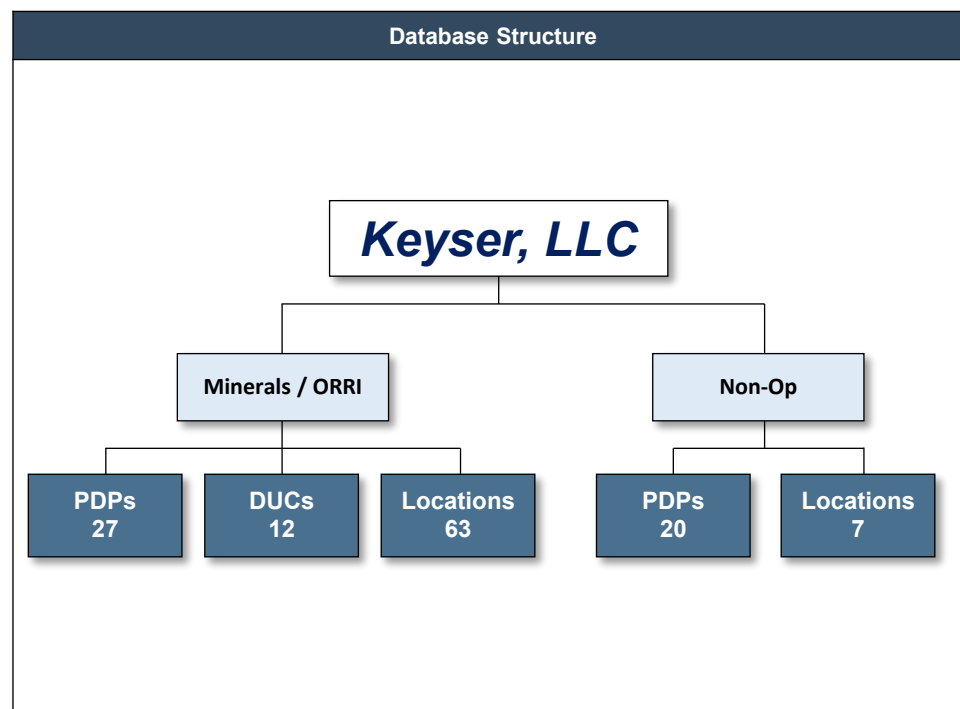 Database Structure
Keyser, LLC
Minerals / ORRI
Non-Op
PDPs
27
DUCs
12
Locations
63
PDPs
20
Locations
7